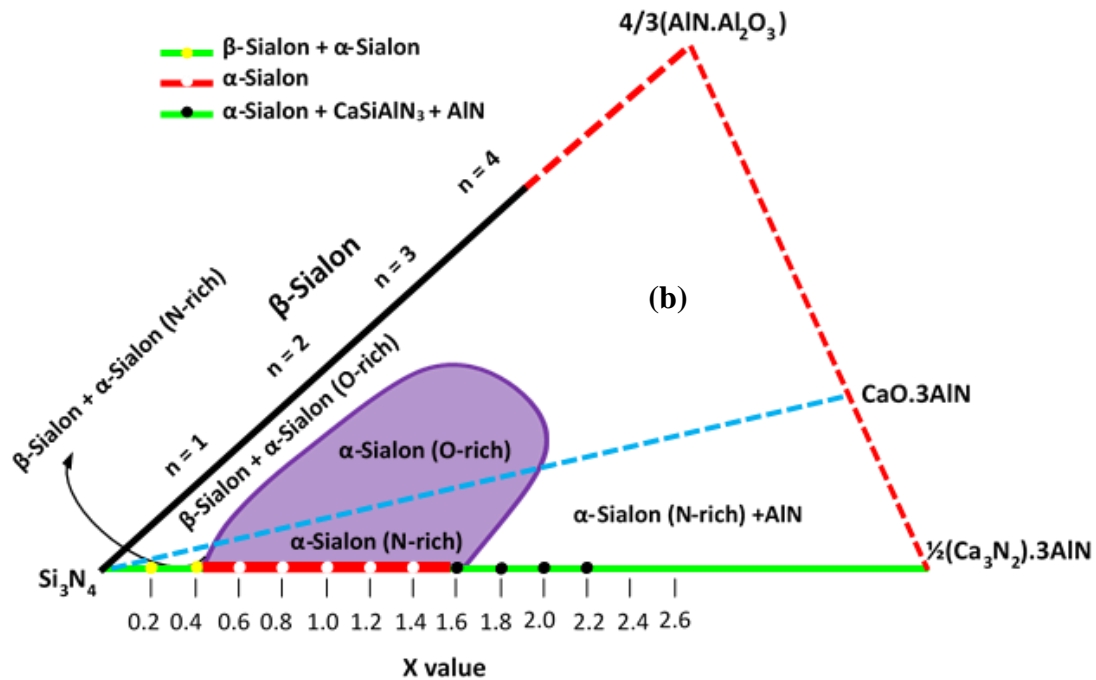 4/3(AlN.Al₂O₃)
β-Sialon + α-Sialon
α-Sialon
α-Sialon + CaSiAlN₃ + AlN
n = 4
n = 3
β-Sialon
n = 2
n = 1
(b)
β-Sialon + α-Sialon (N-rich)
β-Sialon + α-Sialon (O-rich)
CaO.3AlN
α-Sialon (O-rich)
α-Sialon (N-rich) +AlN
α-Sialon (N-rich)
Si₃N₄
½(Ca₃N₂).3AlN
0.2 0.4 0.6 0.8 1.0 1.2 1.4 1.6 1.8 2.0 2.2 2.4 2.6
X value